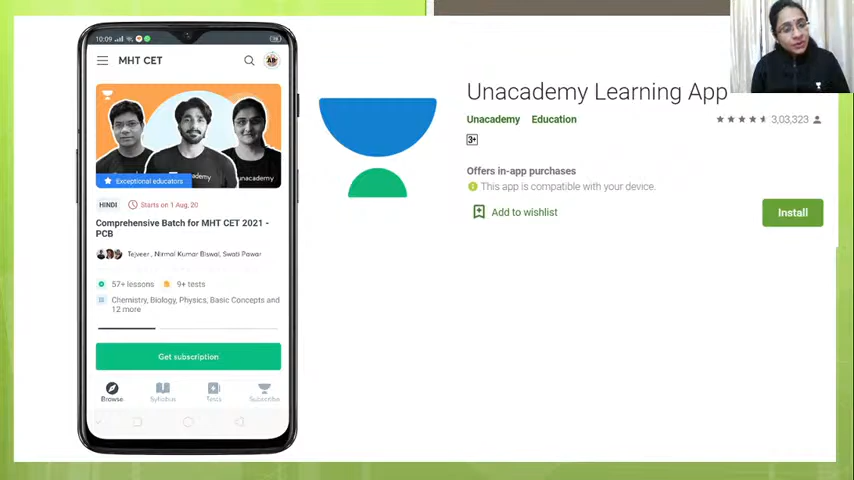 10:09
MHT CET
Exceptional educators
HINDI
Starts on 1 Aug, 20
Comprehensive Batch for MHT CET 2021 -
PCB
Tejveer , Nirmal Kumar Biswal, Swati Pawar
57+ lessons
9+ tests
Chemistry, Biology, Physics, Basic Concepts and
12 more
Get subscription
Browse
Syllabus
Tests
Subscribe
Unacademy Learning App
Unacademy Education
3,03,323
3+
Offers in-app purchases
This app is compatible with your device.
Add to wishlist
Install